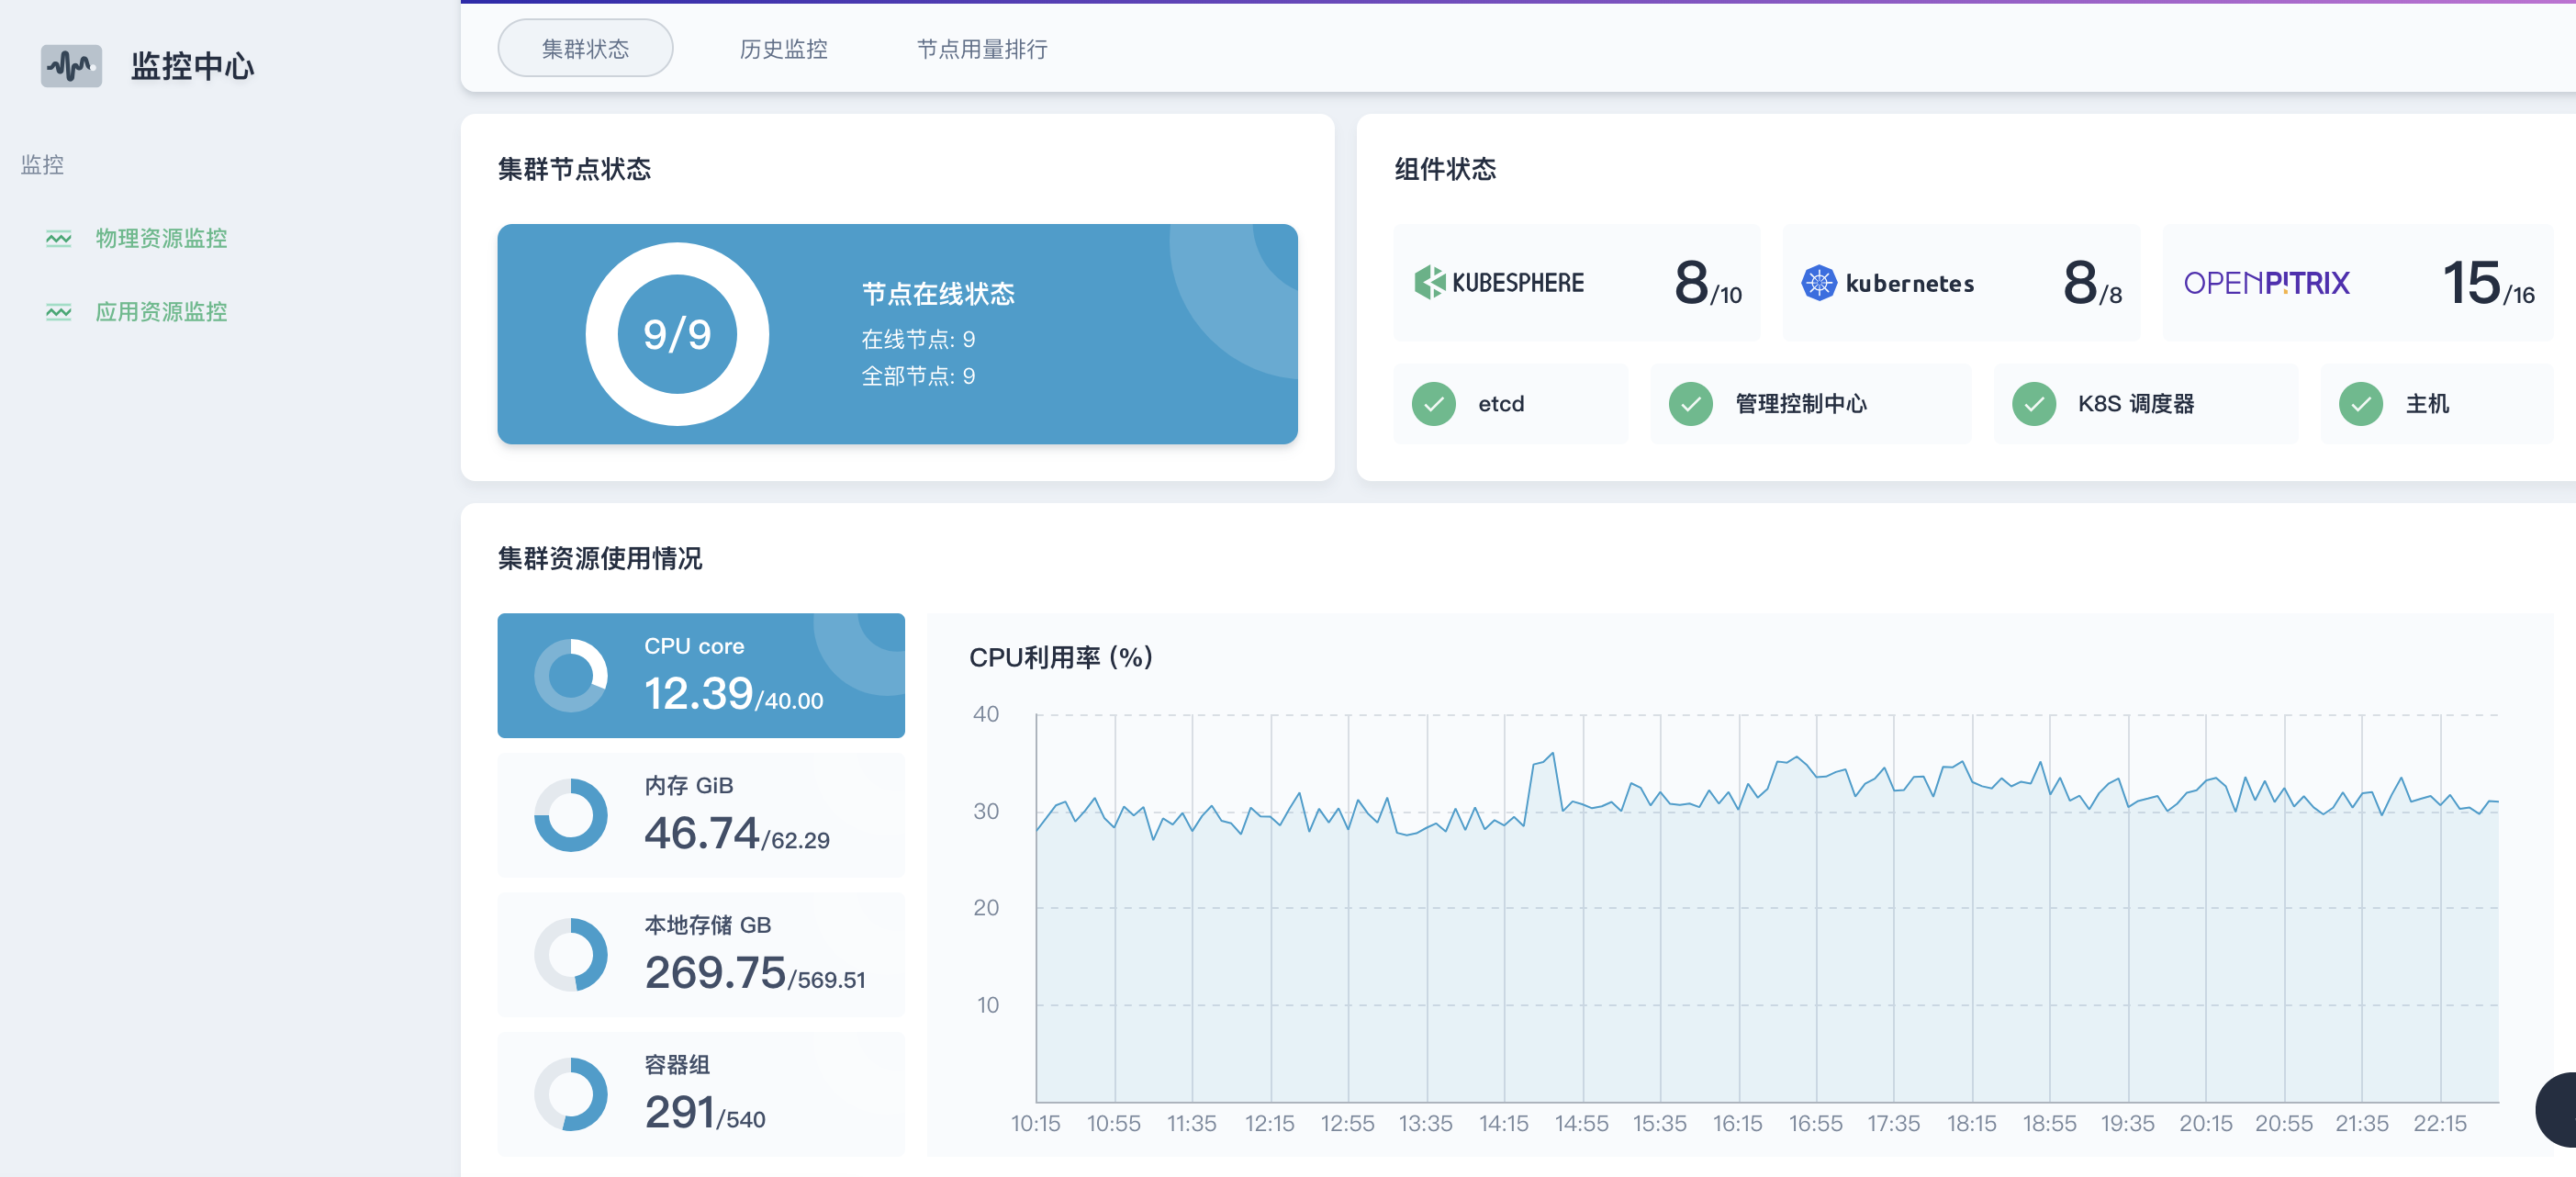 监控中心
监控
物理资源监控
应用资源监控
集群状态 历史监控 节点用量排行
集群节点状态
9/9
节点在线状态
在线节点: 9
全部节点: 9
组件状态
KUBESPHERE 8/10
kubernetes 8/8
OPENPITRIX 15/16
etcd
管理控制中心
K8S 调度器
主机
集群资源使用情况
CPU core
12.39/40.00
内存 GiB
46.74/62.29
本地存储 GB
269.75/569.51
容器组
291/540
CPU利用率 (%)
40
30
20
10
10:15 10:55 11:35 12:15 12:55 13:35 14:15 14:55 15:35 16:15 16:55 17:35 18:15 18:55 19:35 20:15 20:55 21:35 22:15